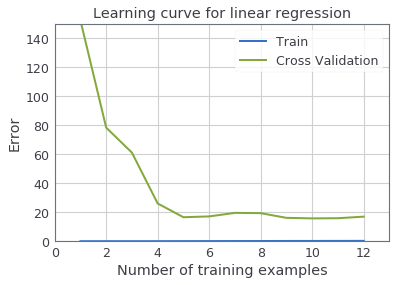 Learning curve for linear regression
Train
Cross Validation
Error
140
120
100
80
60
40
20
0
0 2 4 6 8 10 12
Number of training examples